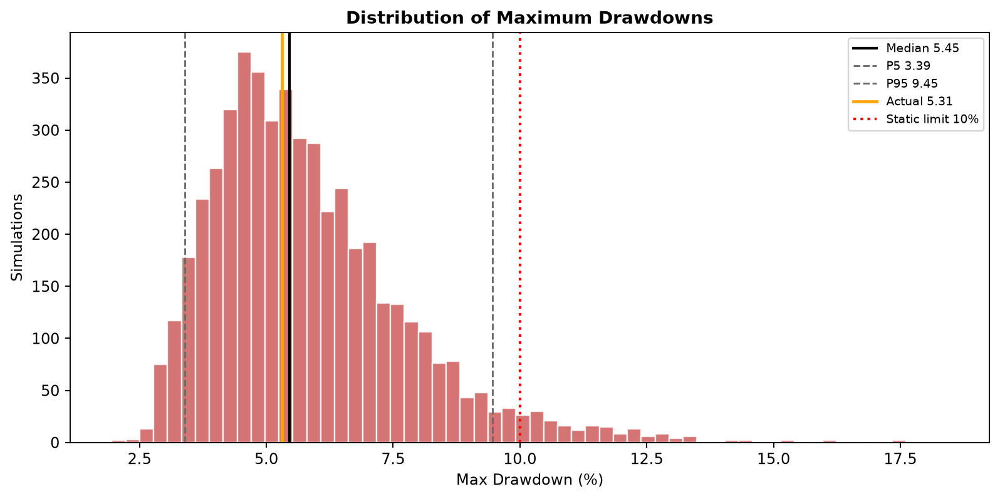 Distribution of Maximum Drawdowns
Median 5.45
P5 3.39
P95 9.45
Actual 5.31
Static limit 10%
Simulations
350
300
250
200
150
100
50
0
2.5 5.0 7.5 10.0 12.5 15.0 17.5
Max Drawdown (%)